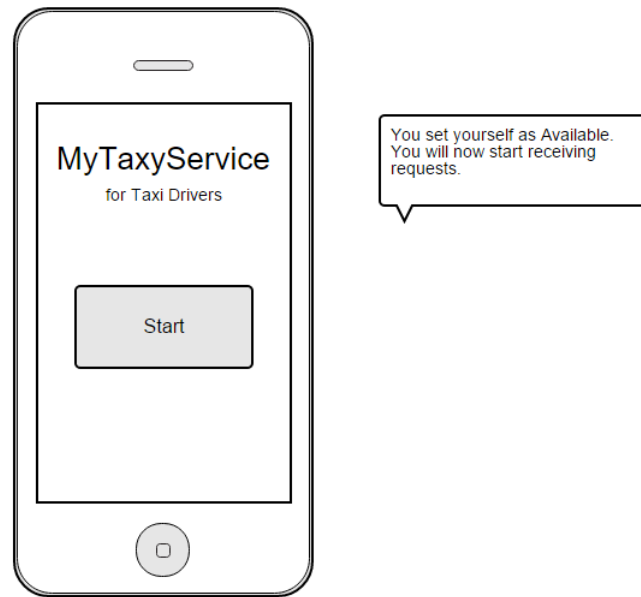 MyTaxyService
for Taxi Drivers
Start
You set yourself as Available.
You will now start receiving
requests.